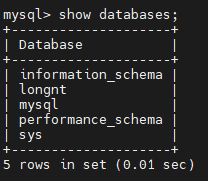 mysql> show databases;
+--------------------+
| Database           |
+--------------------+
| information_schema |
| longnt             |
| mysql              |
| performance_schema |
| sys                |
+--------------------+
5 rows in set (0.01 sec)